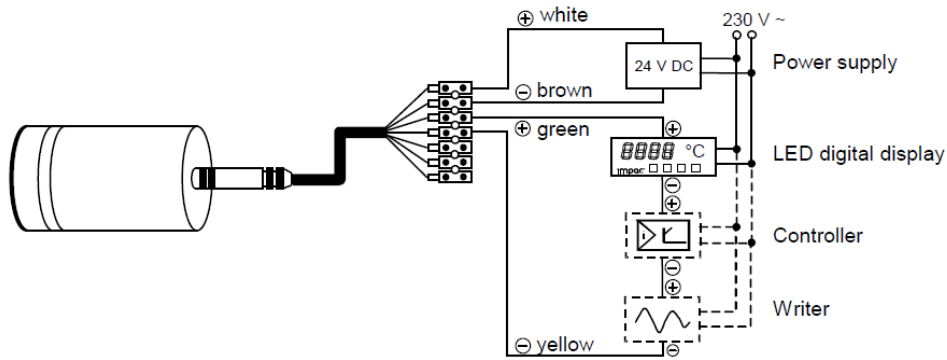 ⊕ white
230 V ~
24 V DC
Power supply
⊖ brown
⊕ green
⊕
8888 °C
impac
LED digital display
⊖
⊕
i
Controller
⊖
⊕
Writer
⊖ yellow
⊖